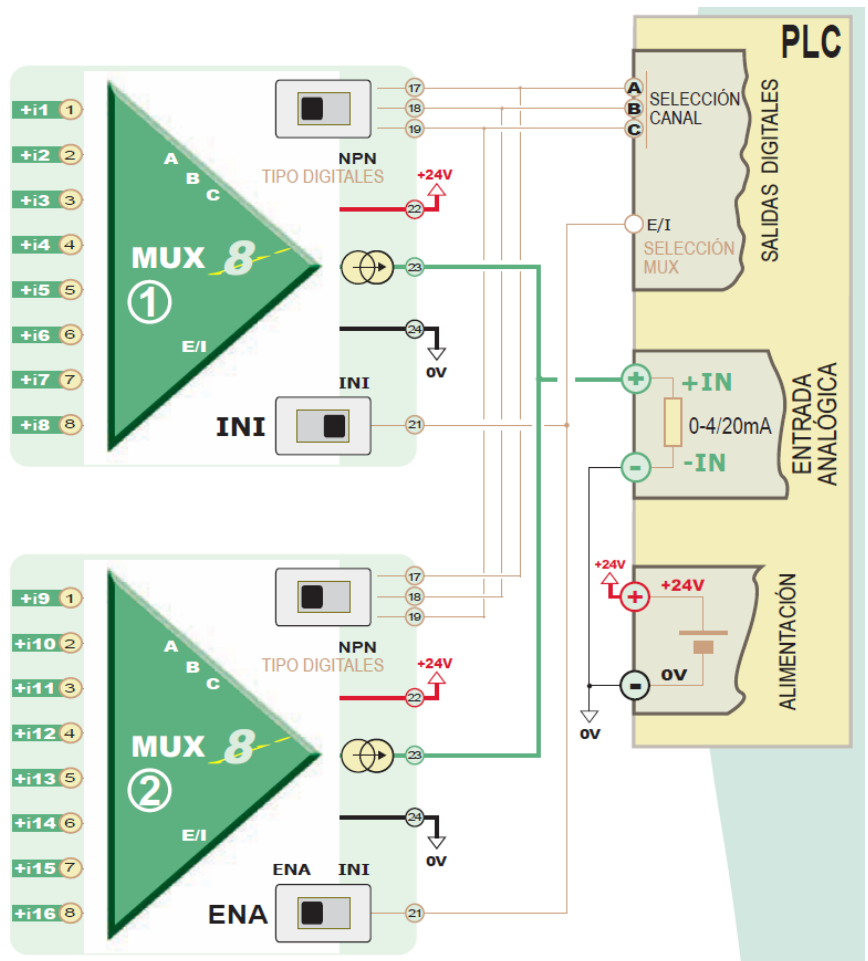 PLC
+i1 1
+i2 2
+i3 3
+i4 4
+i5 5
+i6 6
+i7 7
+i8 8
A
B
C
MUX 8
1
E/I
17
18
19
NPN
TIPO DIGITALES
+24V
22
23
24
0V
INI
INI
21
A
B
C
SELECCIÓN
CANAL
E/I
SELECCIÓN
MUX
SALIDAS DIGITALES
+
+IN
0-4/20mA
-
-IN
ENTRADA
ANALÓGICA
+24V
+
+24V
-
0V
0V
ALIMENTACIÓN
+i9 1
+i10 2
+i11 3
+i12 4
+i13 5
+i14 6
+i15 7
+i16 8
A
B
C
MUX 8
2
E/I
17
18
19
NPN
TIPO DIGITALES
+24V
22
23
24
0V
ENA INI
ENA
21